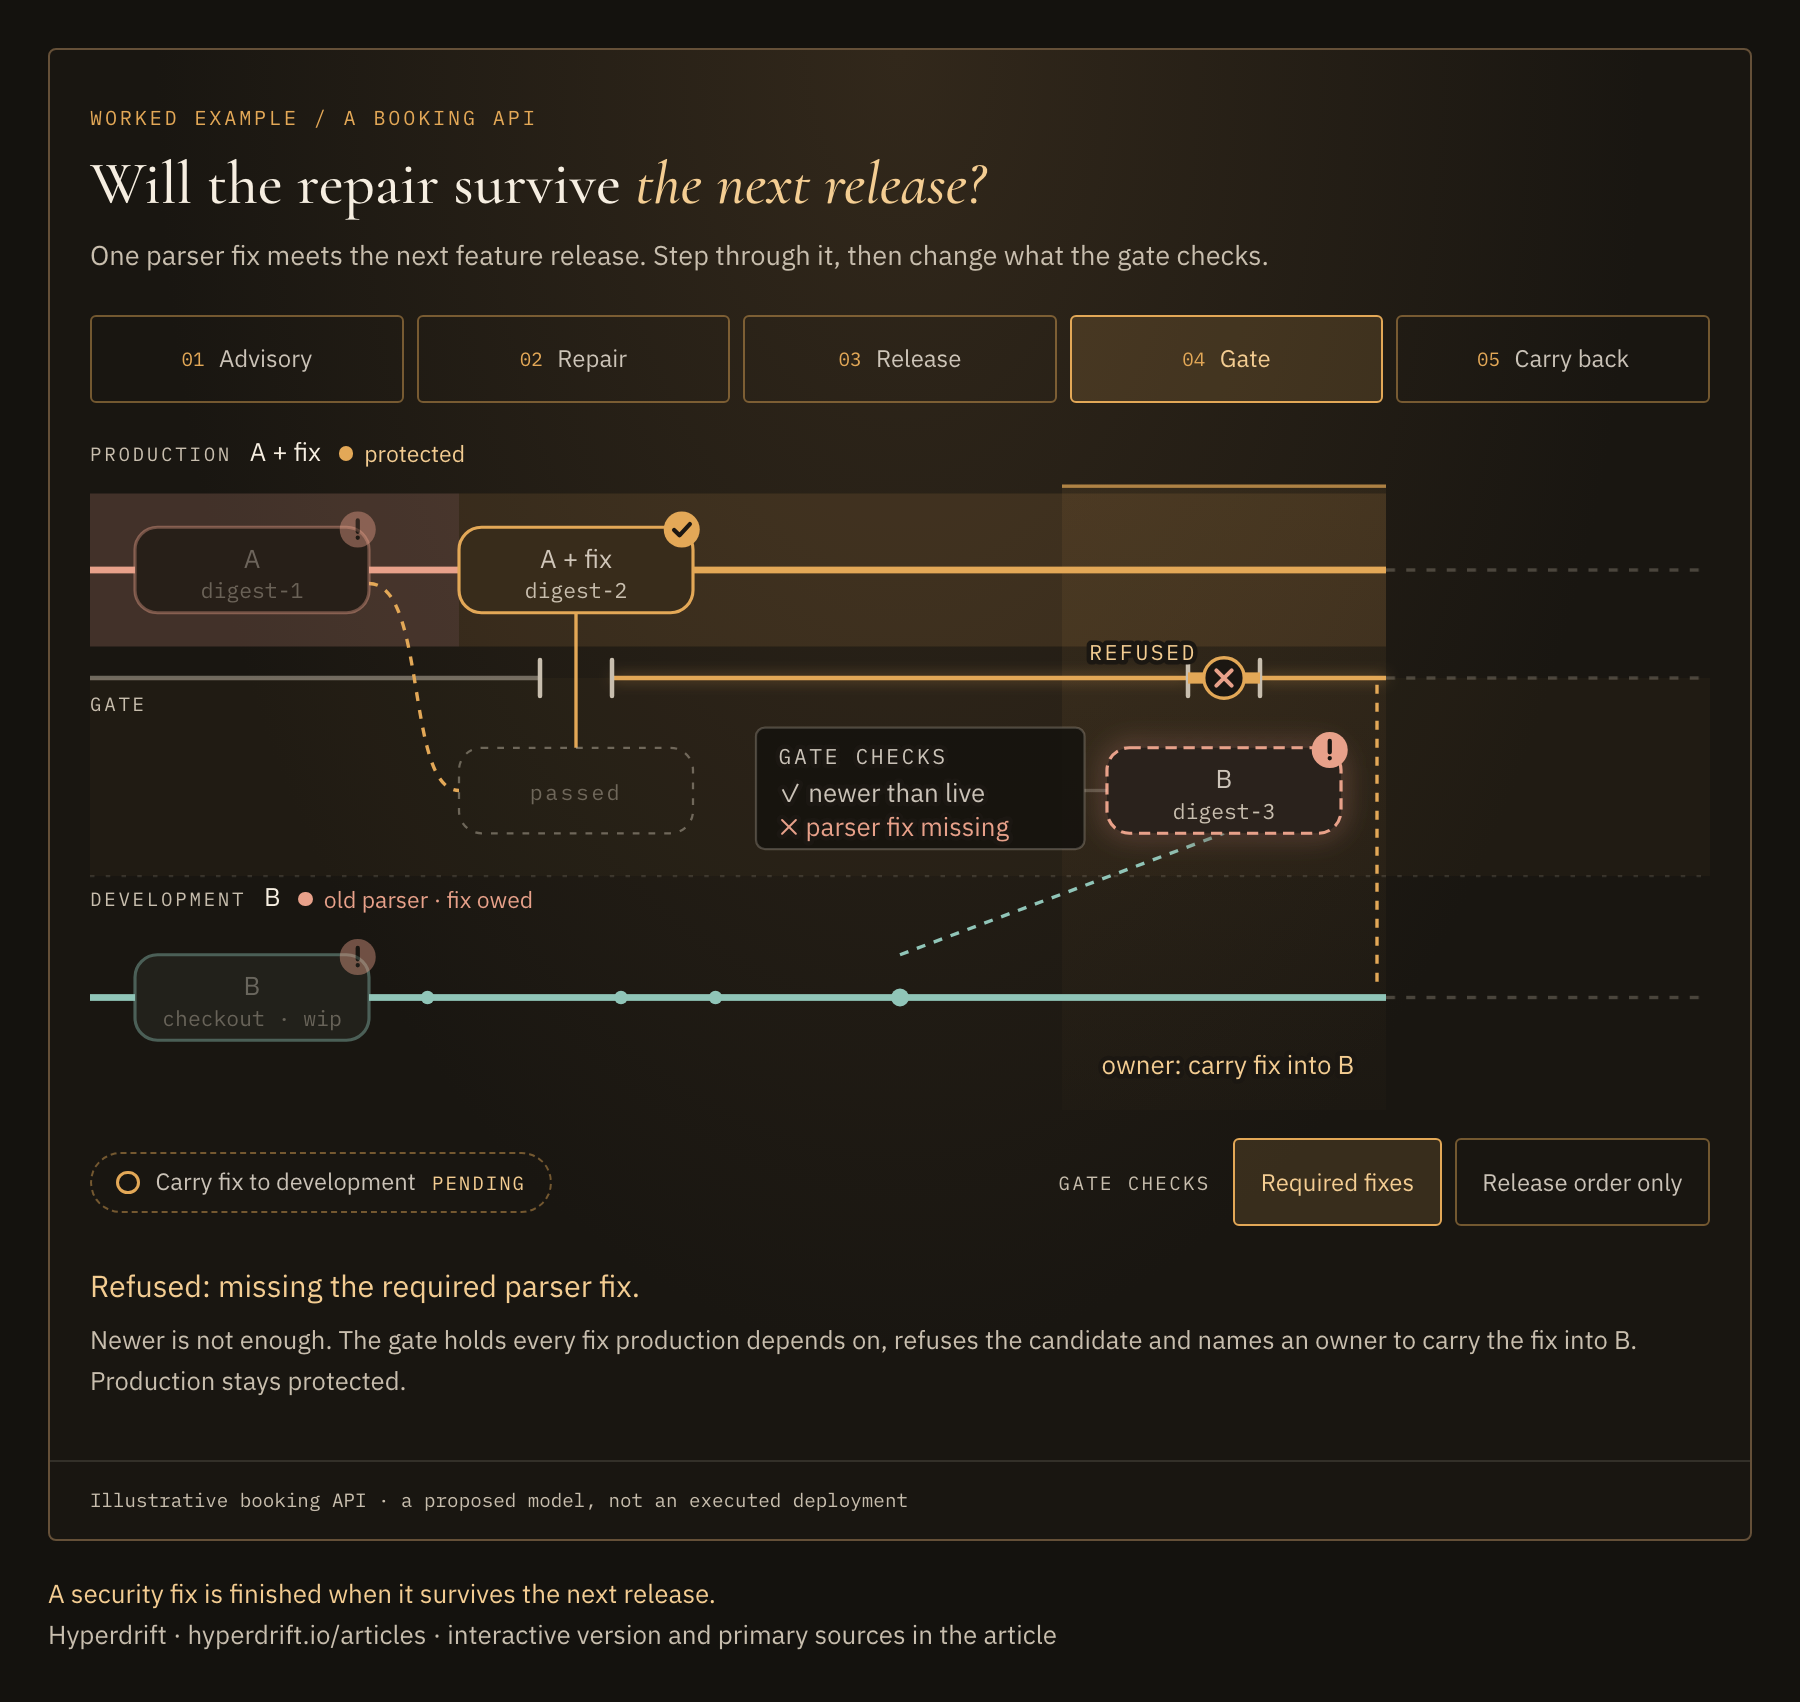 WORKED EXAMPLE / A BOOKING API
Will the repair survive the next release?
One parser fix meets the next feature release. Step through it, then change what the gate checks.
01 Advisory
02 Repair
03 Release
04 Gate
05 Carry back
PRODUCTION A + fix protected
A
digest-1
A + fix
digest-2
REFUSED
GATE
passed
GATE CHECKS
✓ newer than live
✕ parser fix missing
B
digest-3
DEVELOPMENT B old parser · fix owed
B
checkout · wip
owner: carry fix into B
Carry fix to development PENDING
GATE CHECKS
Required fixes
Release order only
Refused: missing the required parser fix.
Newer is not enough. The gate holds every fix production depends on, refuses the candidate and names an owner to carry the fix into B.
Production stays protected.
Illustrative booking API · a proposed model, not an executed deployment
A security fix is finished when it survives the next release.
Hyperdrift · hyperdrift.io/articles · interactive version and primary sources in the article